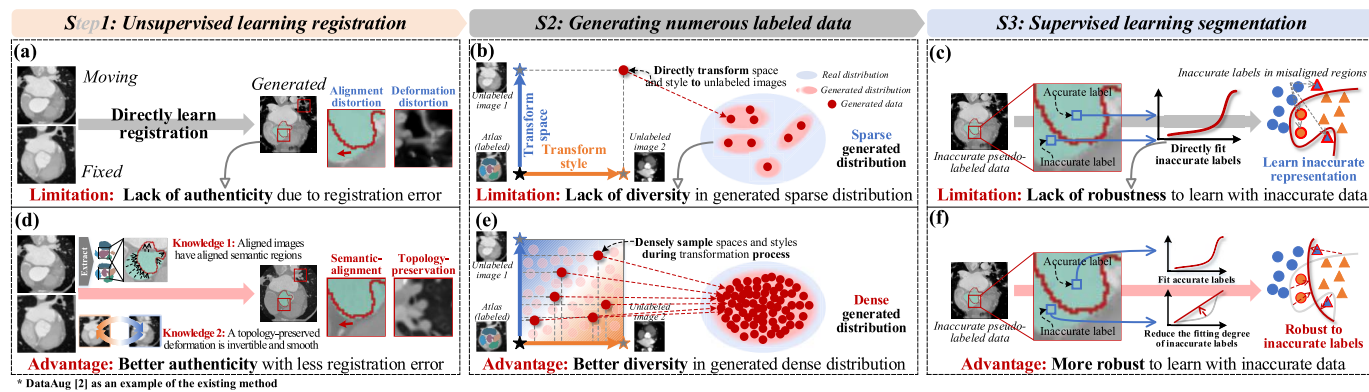 Step1: Unsupervised learning registration
S2: Generating numerous labeled data
S3: Supervised learning segmentation
(a)
Moving
Fixed
Directly learn
registration
Generated
Alignment
distortion
Deformation
distortion
Limitation: Lack of authenticity due to registration error
(b)
Unlabeled
image 1
Atlas
(labeled)
Transform
space
Transform
style
Unlabeled
image 2
Directly transform space
and style to unlabeled images
Real distribution
Generated distribution
Generated data
Sparse
generated
distribution
Limitation: Lack of diversity in generated sparse distribution
(c)
Inaccurate pseudo-
labeled data
Accurate label
Inaccurate label
Directly fit
inaccurate labels
Inaccurate labels in misaligned regions
Learn inaccurate
representation
Limitation: Lack of robustness to learn with inaccurate data
(d)
Extract
Knowledge 1: Aligned images
have aligned semantic regions
Knowledge 2: A topology-preserved
deformation is invertible and smooth
Semantic-
alignment
Topology-
preservation
Advantage: Better authenticity with less registration error
(e)
Unlabeled
image 1
Atlas
(labeled)
Unlabeled
image 2
Densely sample spaces and styles
during transformation process
Dense
generated
distribution
Advantage: Better diversity in generated dense distribution
(f)
Inaccurate pseudo-
labeled data
Accurate label
Inaccurate label
Fit accurate labels
Reduce the fitting degree
of inaccurate labels
Robust to
inaccurate labels
Advantage: More robust to learn with inaccurate data
* DataAug [2] as an example of the existing method